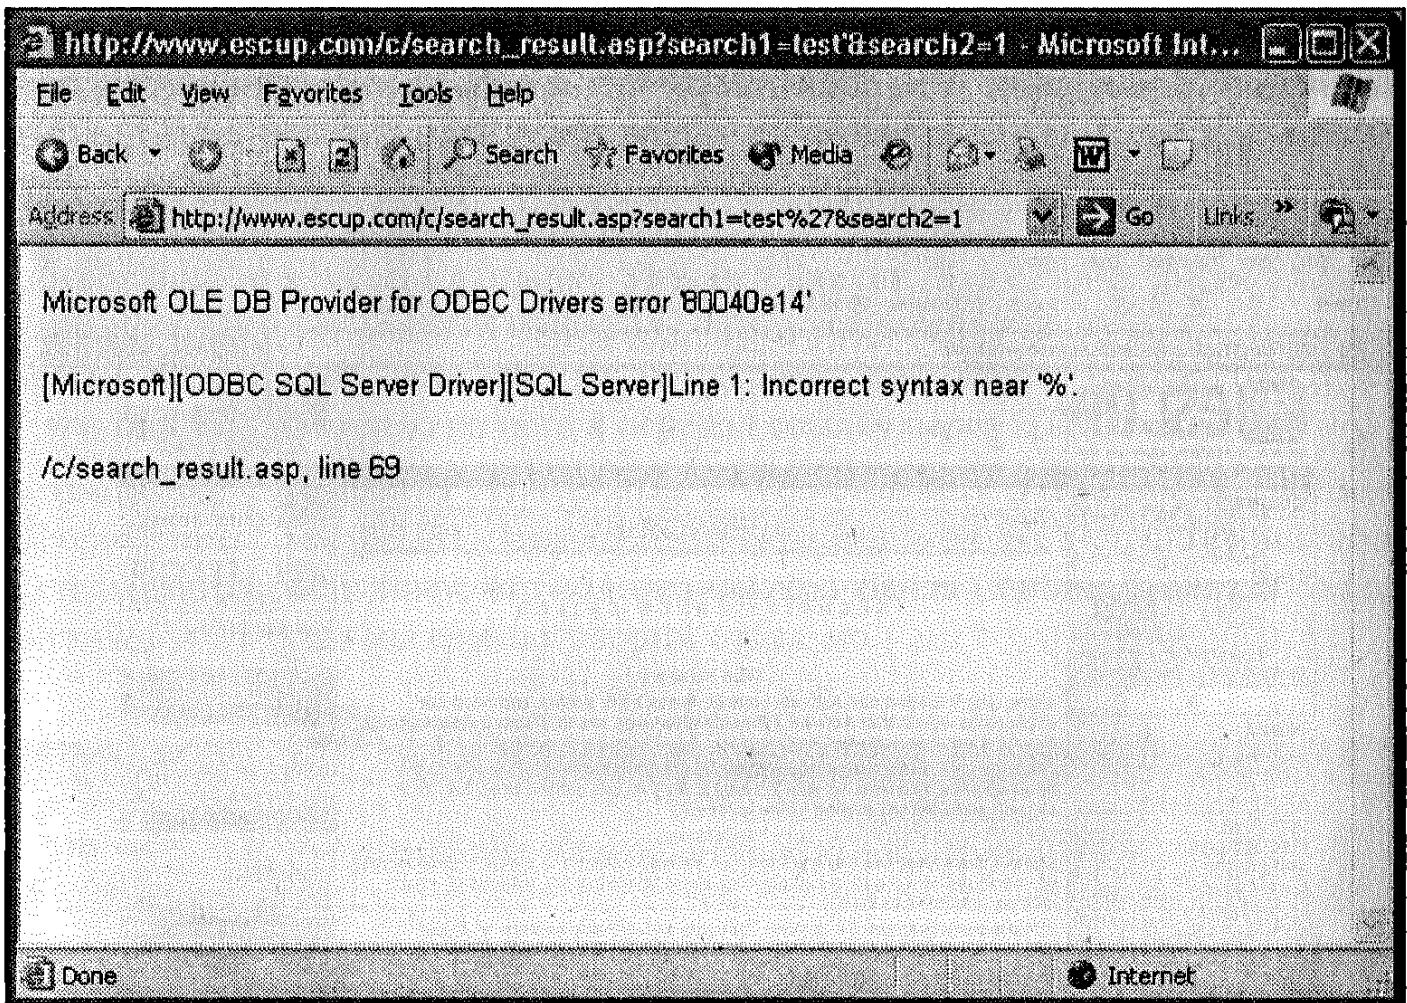 http://www.escup.com/c/search_result.asp?search1=test'&search2=1 - Microsoft Int...
File Edit View Favorites Tools Help
Back Search Favorites Media
Address http://www.escup.com/c/search_result.asp?search1=test%27&search2=1 Go Links »
Microsoft OLE DB Provider for ODBC Drivers error '80040e14'
[Microsoft][ODBC SQL Server Driver][SQL Server]Line 1: Incorrect syntax near '%'.
/c/search_result.asp, line 69
Done Internet